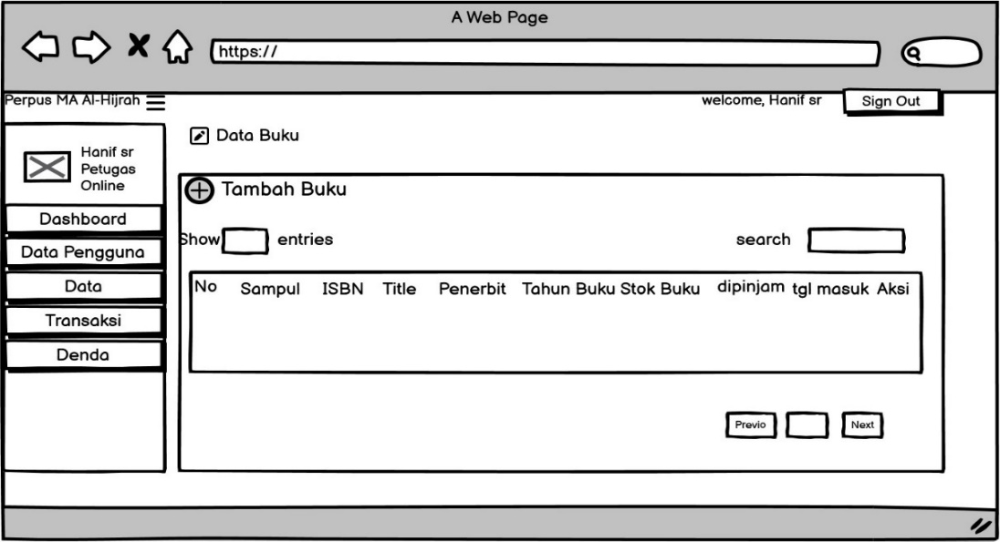 A Web Page
https://
Perpus MA Al-Hijrah
welcome, Hanif sr
Sign Out
Hanif sr
Petugas
Online
Dashboard
Data Pengguna
Data
Transaksi
Denda
Data Buku
Tambah Buku
Show entries
search
No Sampul ISBN Title Penerbit Tahun Buku Stok Buku dipinjam tgl masuk Aksi
Previo Next